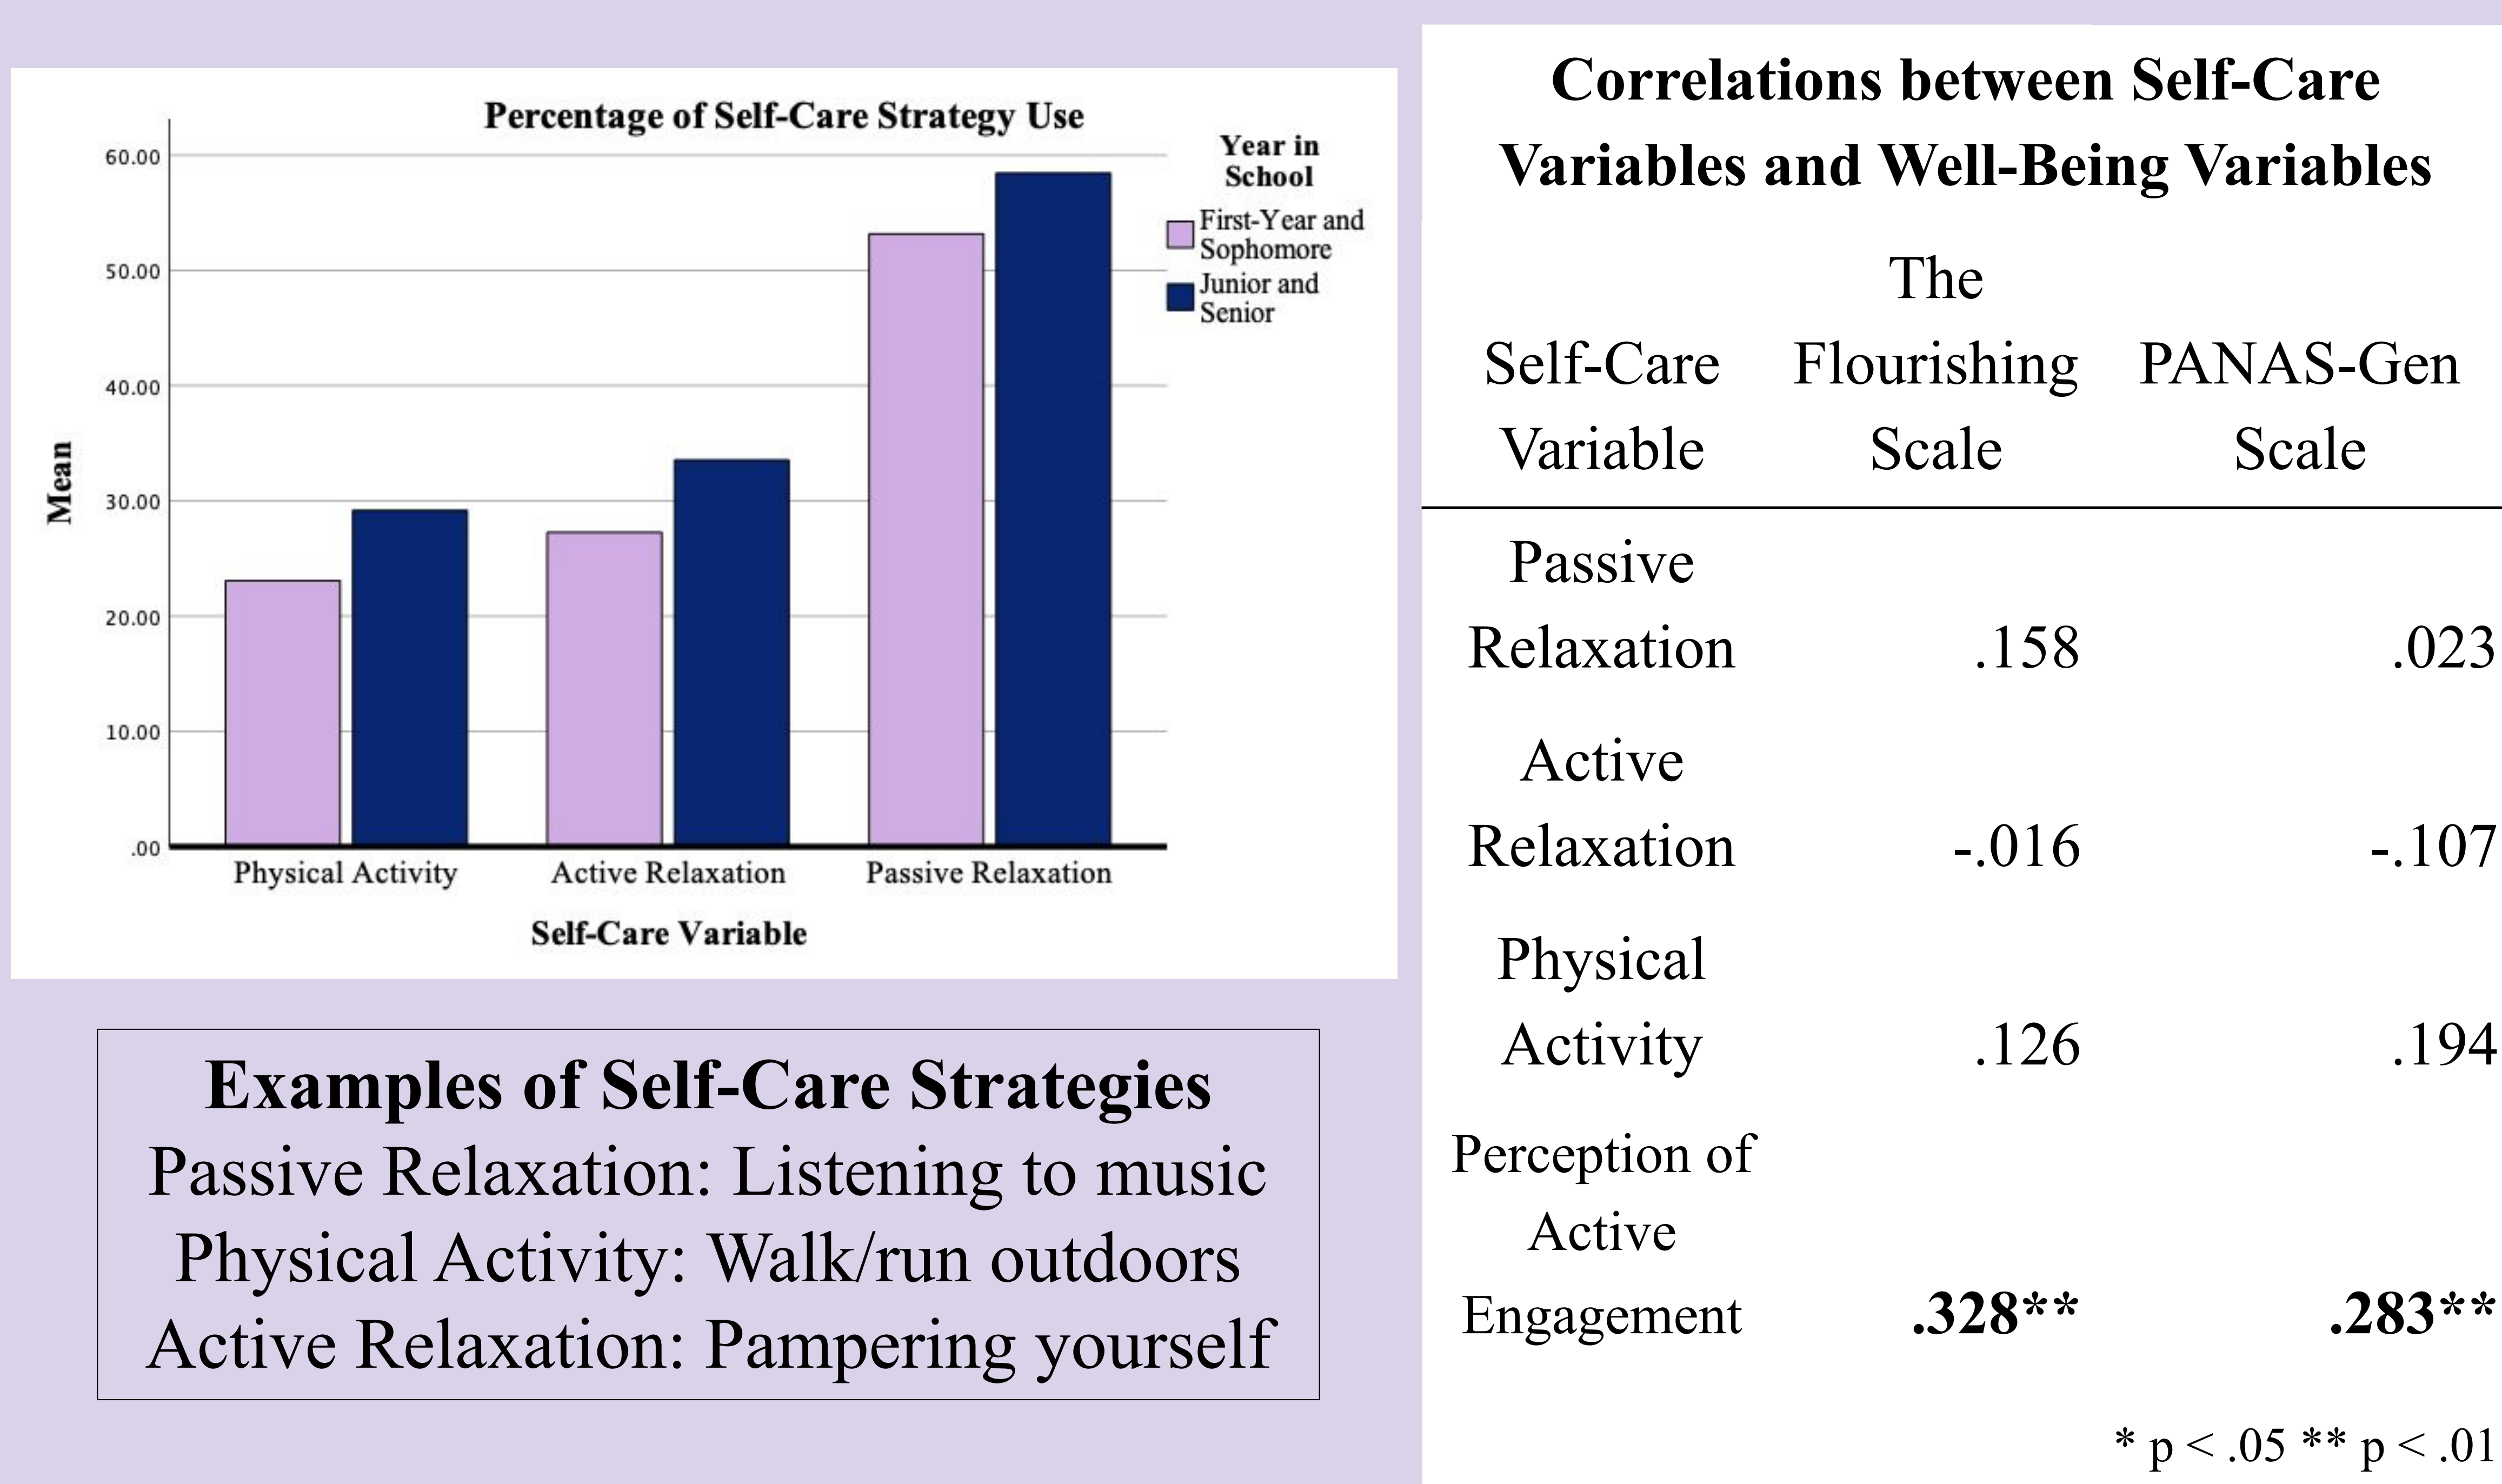 Percentage of Self-Care Strategy Use
Year in
School
First-Year and
Sophomore
Junior and
Senior
Mean
60.00
50.00
40.00
30.00
20.00
10.00
.00
Physical Activity
Active Relaxation
Passive Relaxation
Self-Care Variable
Examples of Self-Care Strategies
Passive Relaxation: Listening to music
Physical Activity: Walk/run outdoors
Active Relaxation: Pampering yourself
Correlations between Self-Care
Variables and Well-Being Variables
The
Self-Care Flourishing PANAS-Gen
Variable Scale Scale
Passive
Relaxation .158 .023
Active
Relaxation -.016 -.107
Physical
Activity .126 .194
Perception of
Active
Engagement .328** .283**
* p < .05 ** p < .01